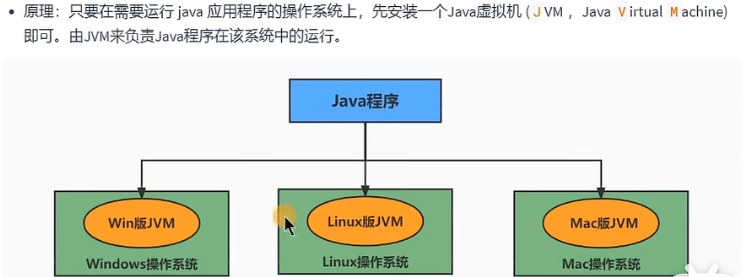 原理：只要在需要运行 java 应用程序的操作系统上，先安装一个Java虚拟机 (JVM ，Java Virtual Machine)
即可。由JVM来负责Java程序在该系统中的运行。
Java程序
Win版JVM
Linux版JVM
Mac版JVM
Windows操作系统
Linux操作系统
Mac操作系统